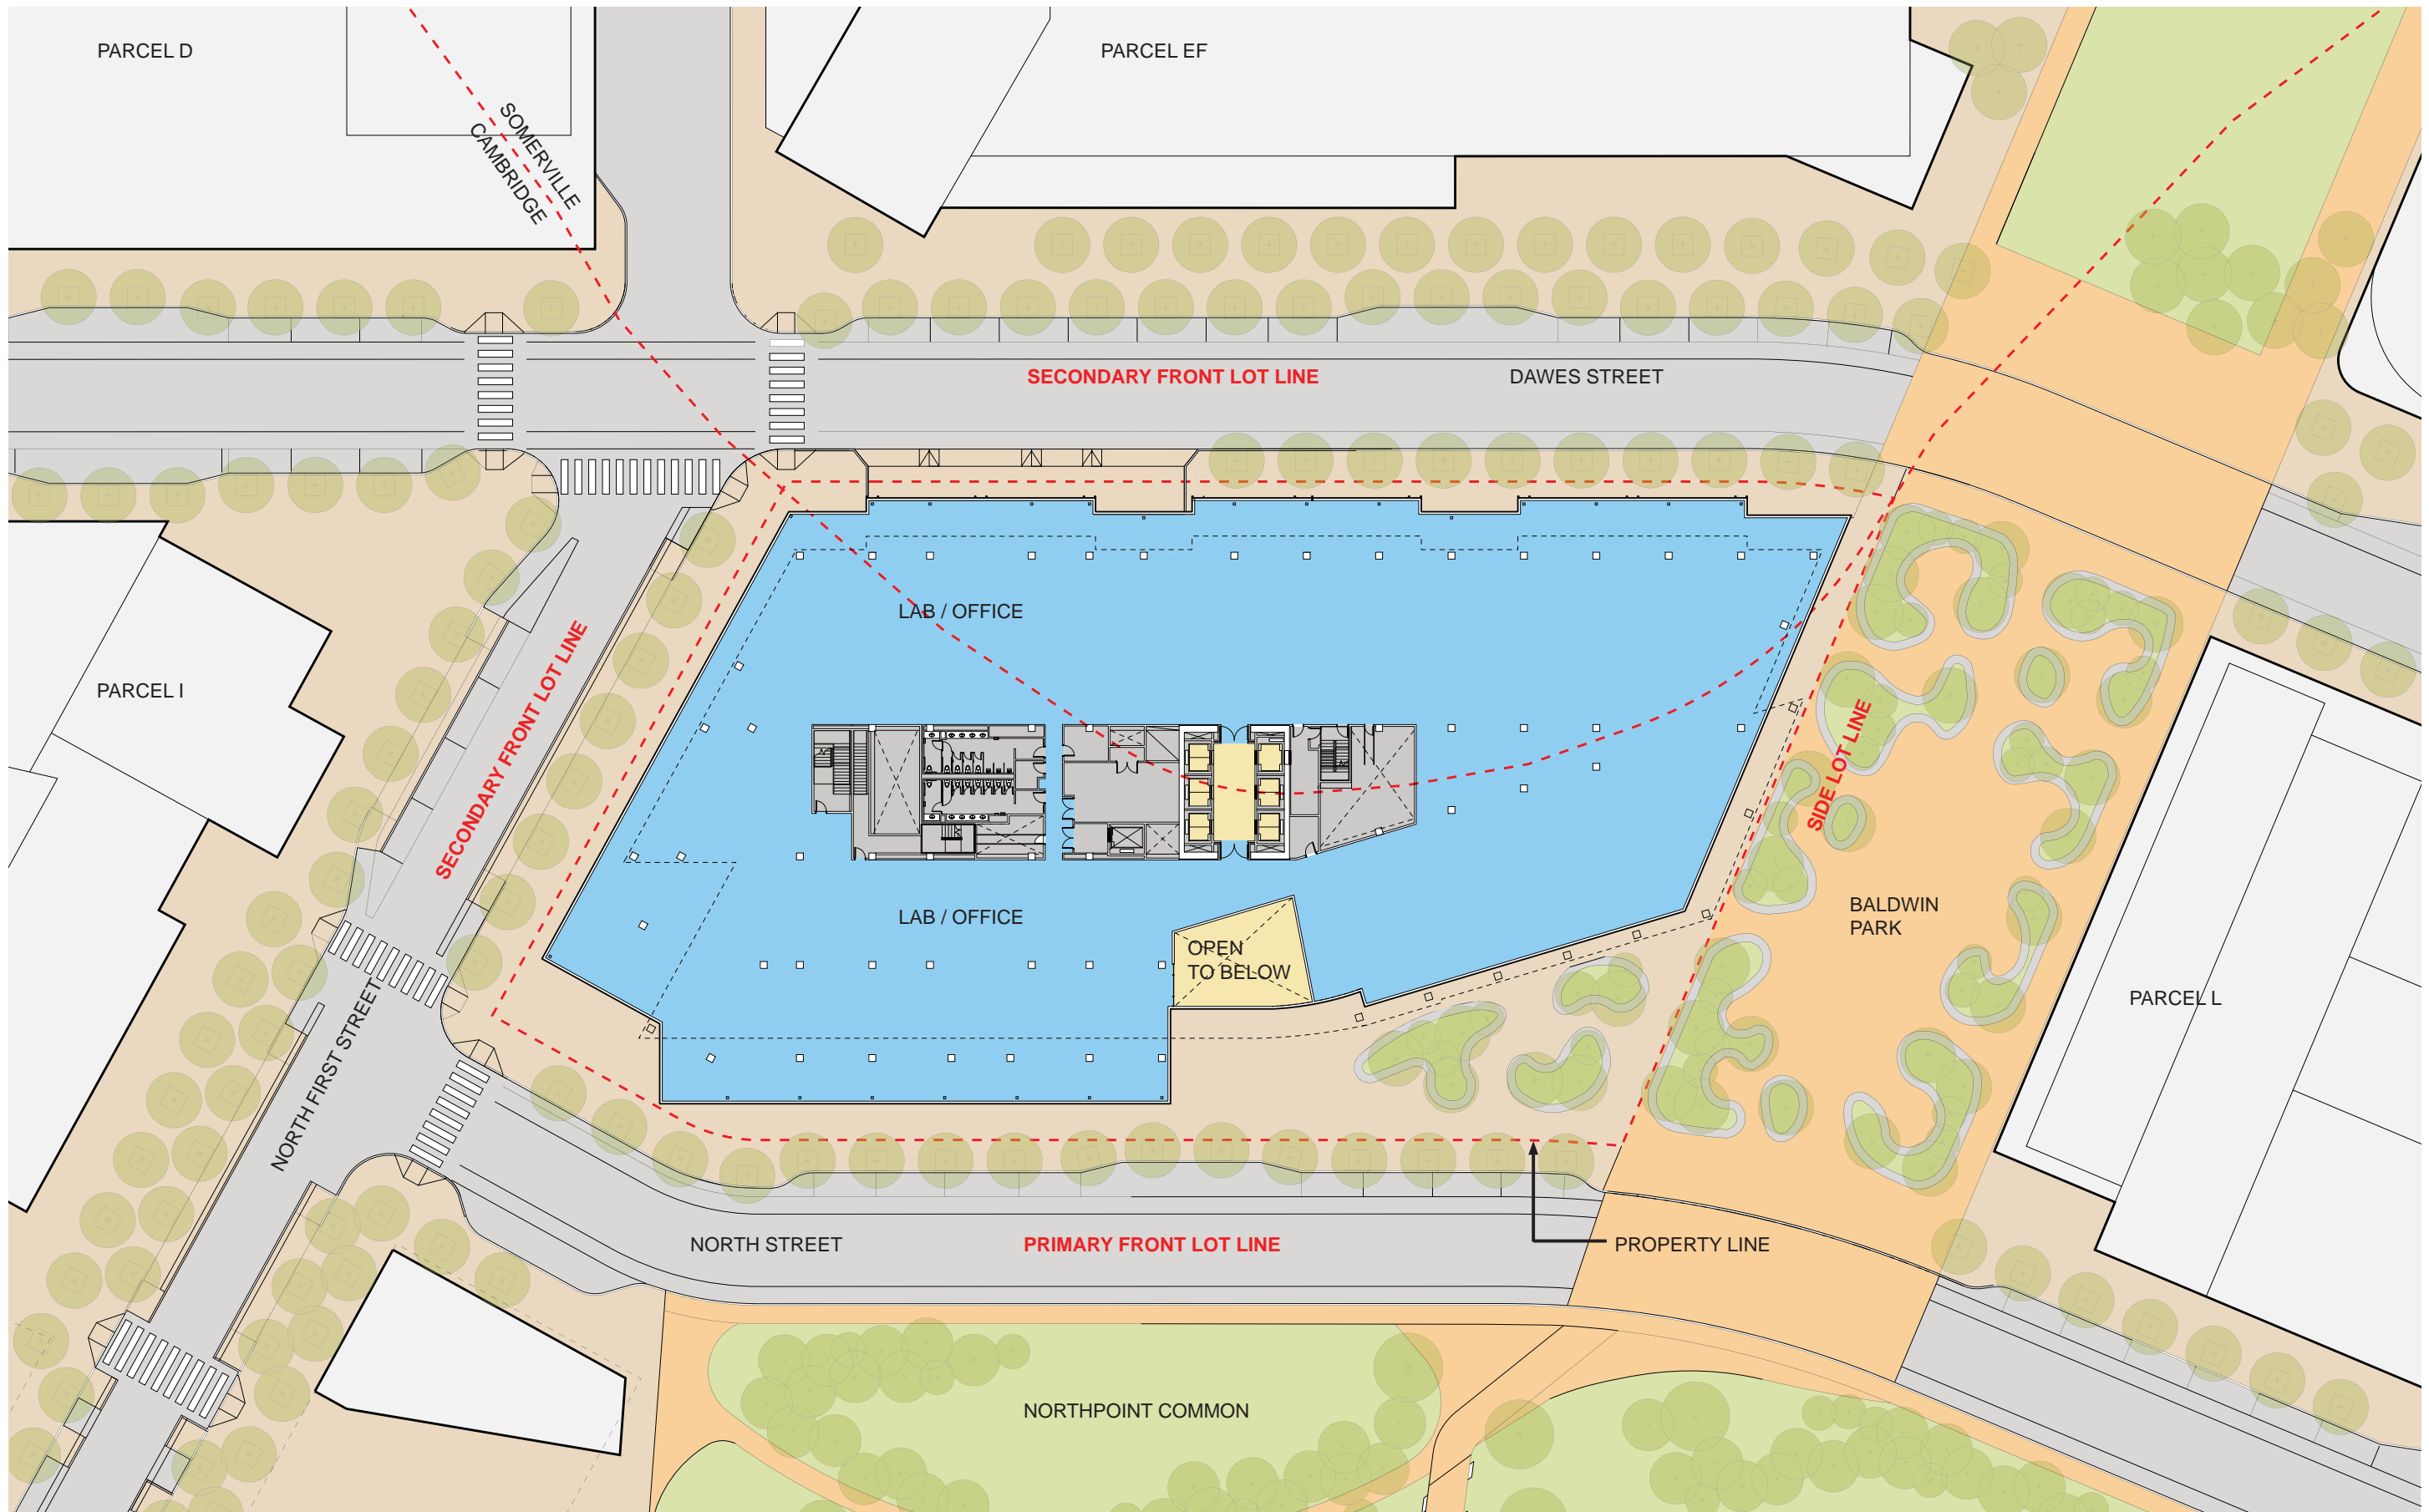 PARCEL D
PARCEL EF
SOMERVILLE
CAMBRIDGE
SECONDARY FRONT LOT LINE
DAWES STREET
LAB / OFFICE
SECONDARY FRONT LOT LINE
PARCEL I
SIDE LOT LINE
LAB / OFFICE
BALDWIN
PARK
OPEN
TO BELOW
PARCEL L
NORTH FIRST STREET
NORTH STREET
PRIMARY FRONT LOT LINE
PROPERTY LINE
NORTHPOINT COMMON